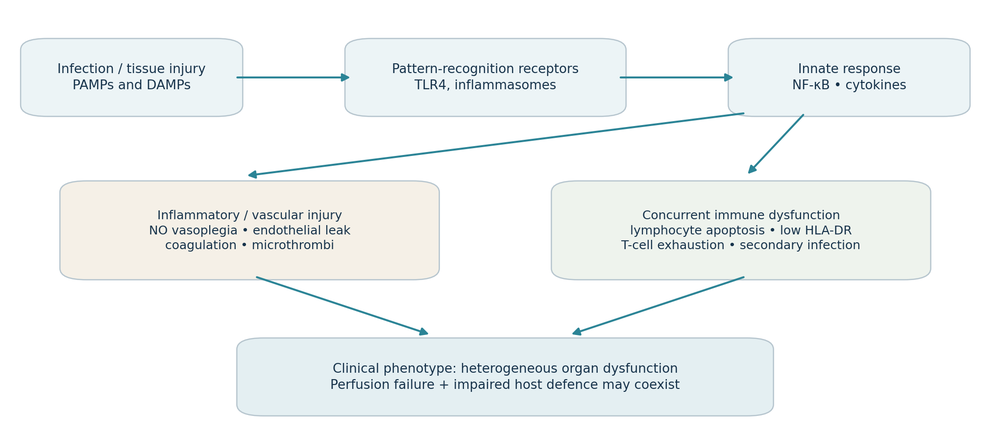 Infection / tissue injury
PAMPs and DAMPs
Pattern-recognition receptors
TLR4, inflammasomes
Innate response
NF-κB • cytokines
Inflammatory / vascular injury
NO vasoplegia • endothelial leak
coagulation • microthrombi
Concurrent immune dysfunction
lymphocyte apoptosis • low HLA-DR
T-cell exhaustion • secondary infection
Clinical phenotype: heterogeneous organ dysfunction
Perfusion failure + impaired host defence may coexist